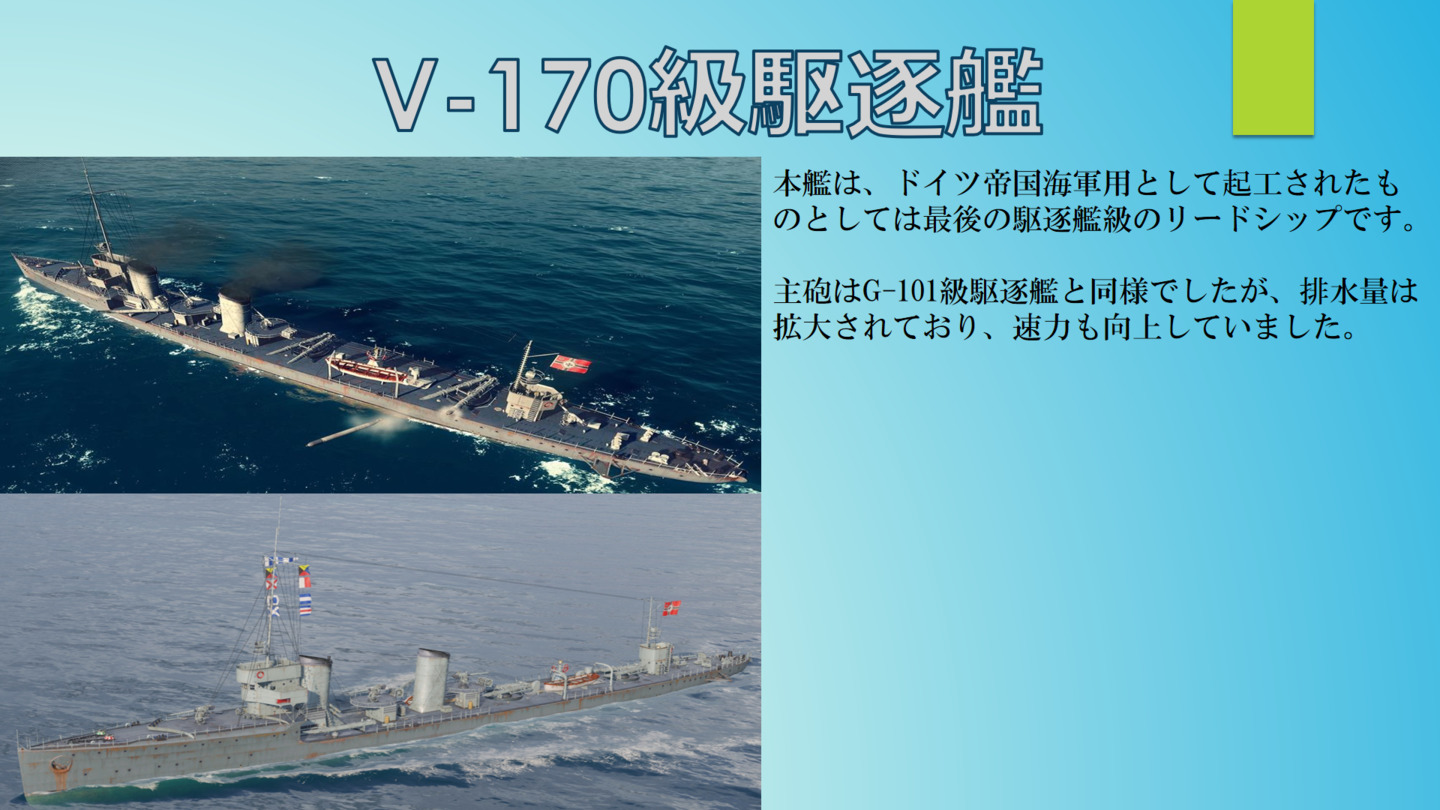 V-170級駆逐艦
本艦は、ドイツ帝国海軍用として起工されたも
のとしては最後の駆逐艦級のリードシップです。
主砲はG-101級駆逐艦と同様でしたが、排水量は
拡大されており、速力も向上していました。